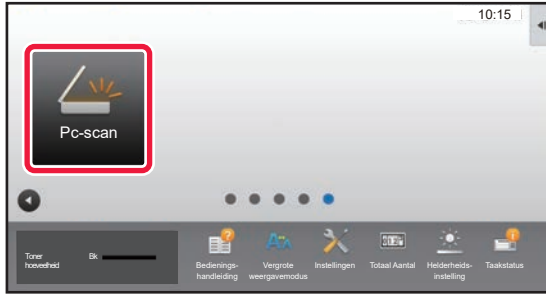 10:15
Pc-scan
Toner
hoeveelheid
Bk
Bedienings-
handleiding
Vergrote
weergavemodus
Instellingen
Totaal Aantal
Helderheids-
instelling
Taakstatus